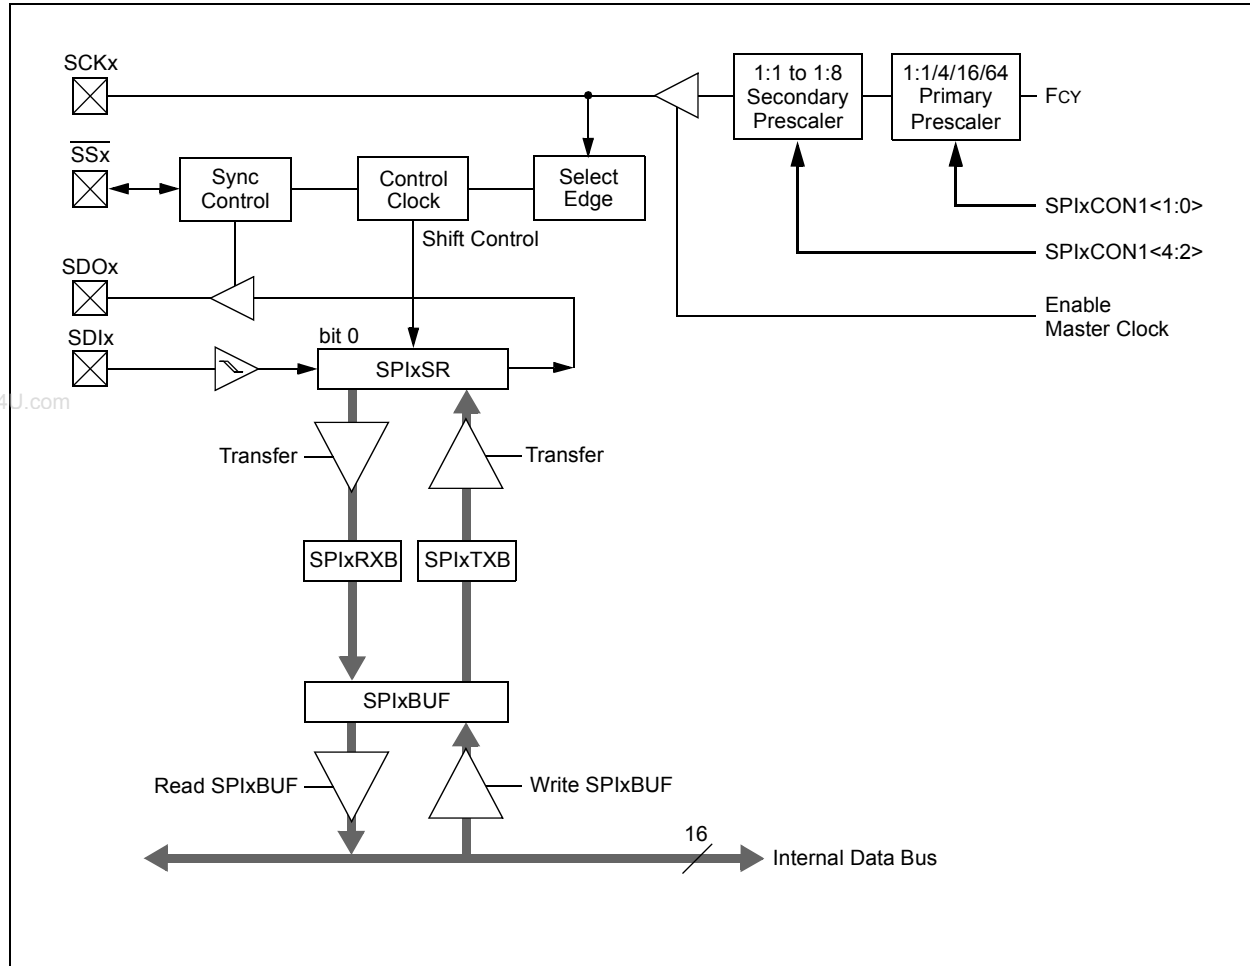 SCKx
1:1 to 1:8
Secondary
Prescaler
1:1/4/16/64
Primary
Prescaler
FCY
SSx
Sync
Control
Control
Clock
Select
Edge
SPIxCON1<1:0>
Shift Control
SPIxCON1<4:2>
SDOx
Enable
Master Clock
SDIx
bit 0
SPIxSR
4U.com
Transfer
Transfer
SPIxRXB
SPIxTXB
SPIxBUF
Read SPIxBUF
Write SPIxBUF
16
Internal Data Bus